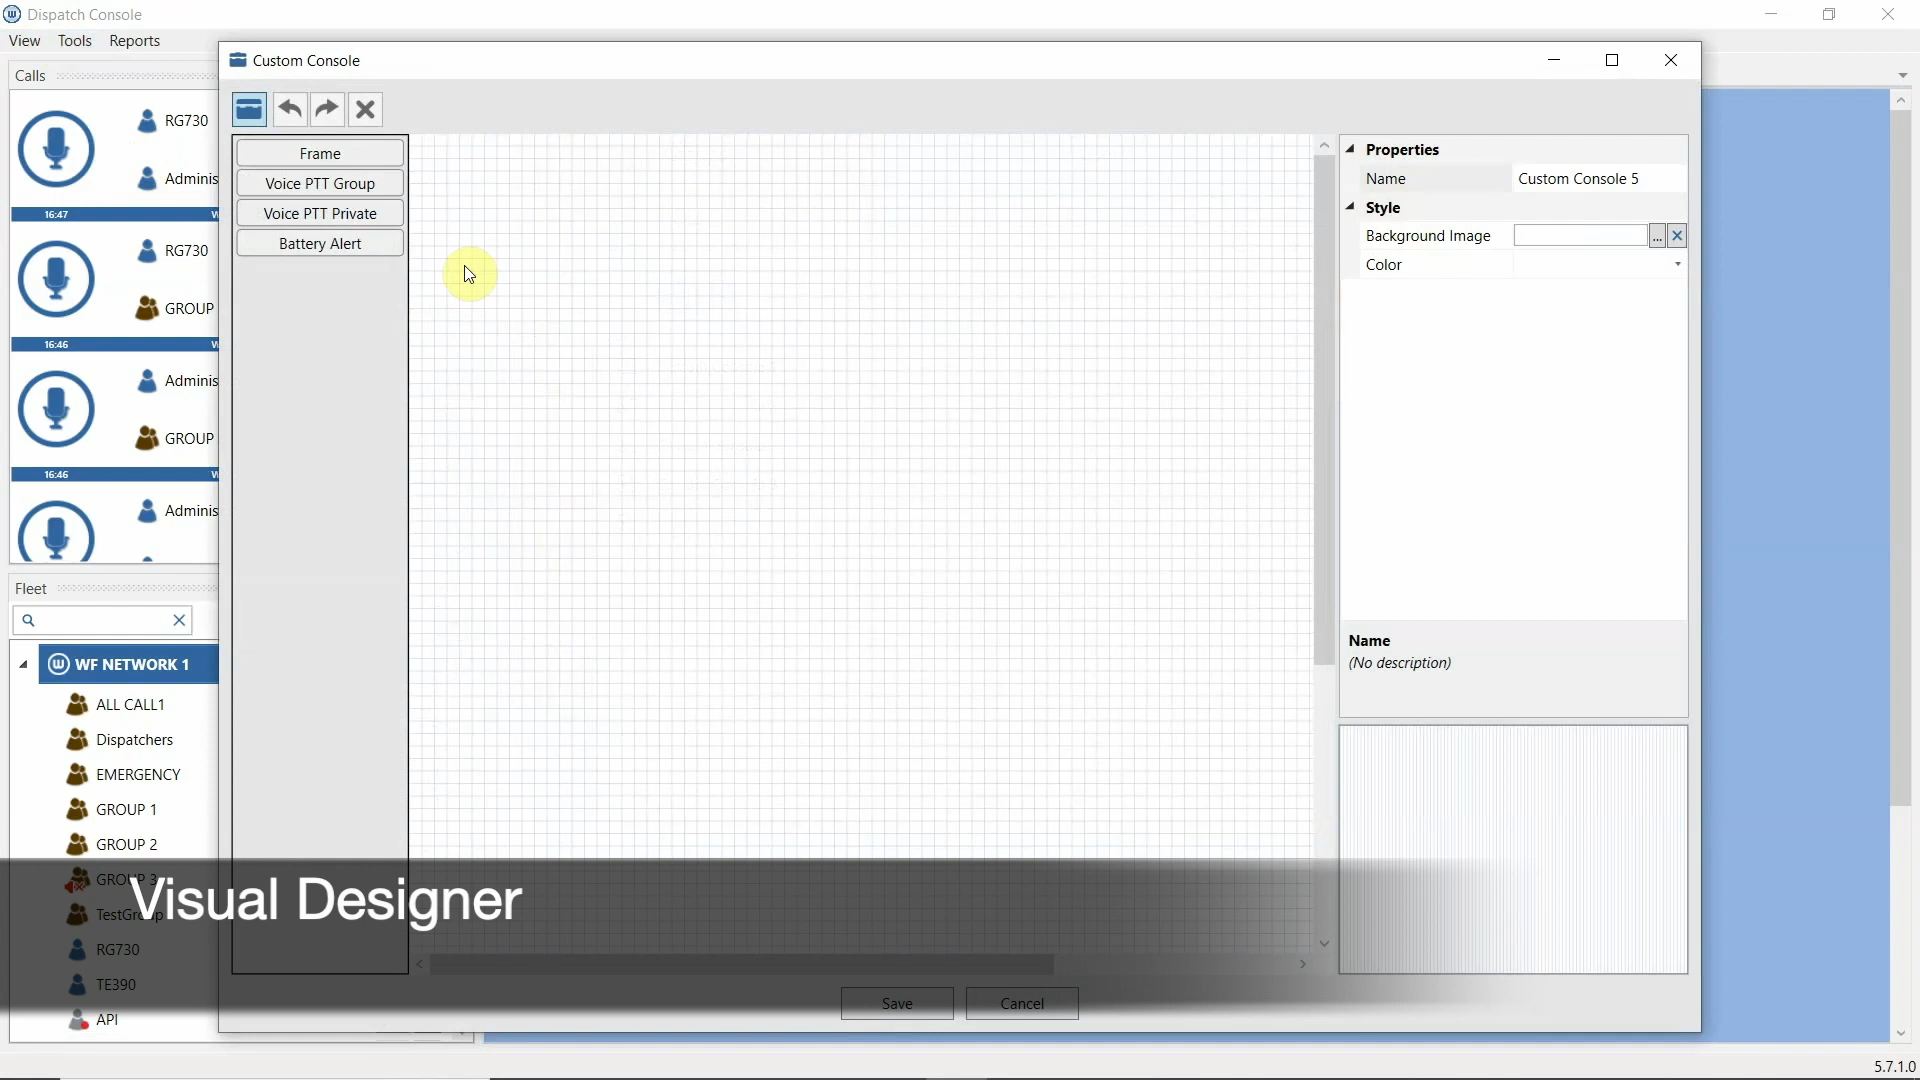 Dispatch Console
View Tools Reports
Calls
RG730
Adminis
16:47
RG730
GROUP
16:46
Adminis
GROUP
16:46
Adminis
Fleet
WF NETWORK 1
ALL CALL1
Dispatchers
EMERGENCY
GROUP 1
GROUP 2
GROUP 3
TestGroup
RG730
TE390
API
Custom Console
Frame
Voice PTT Group
Voice PTT Private
Battery Alert
Properties
Name Custom Console 5
Style
Background Image ...
Color
Name
(No description)
Save Cancel
Visual Designer
5.7.1.0